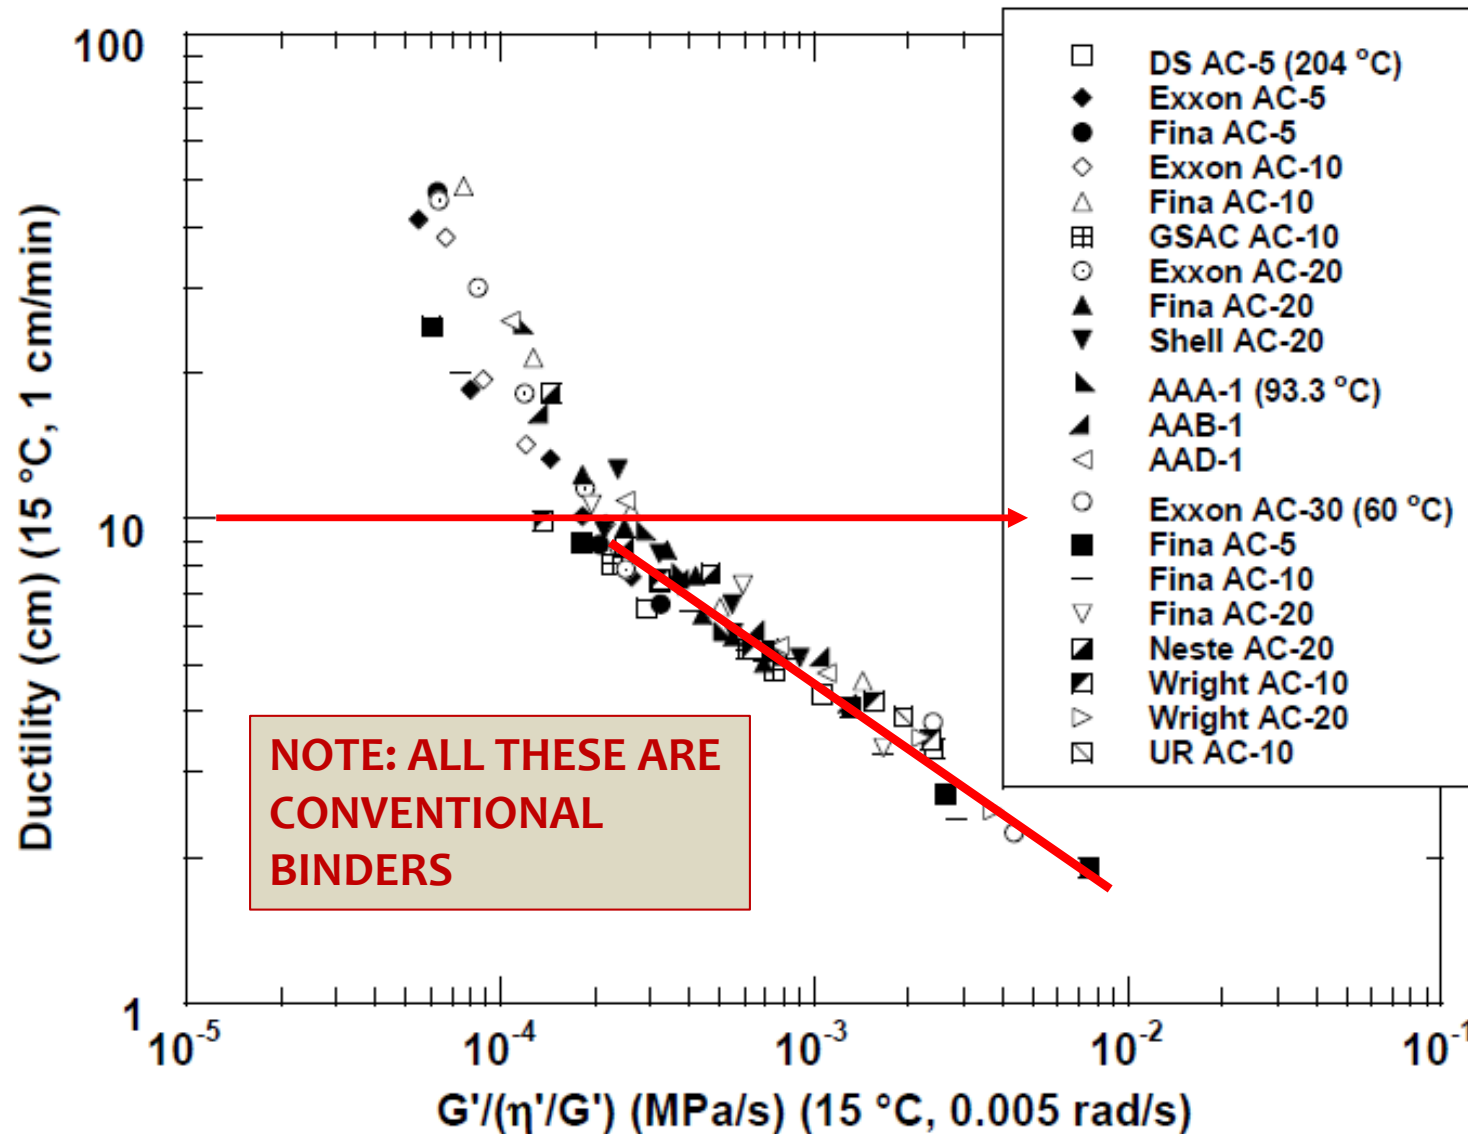 100
10
1
10⁻⁵
10⁻⁴
10⁻³
10⁻²
10⁻¹
Ductility (cm) (15 °C, 1 cm/min)
G'/(η'/G') (MPa/s) (15 °C, 0.005 rad/s)
DS AC-5 (204 °C)
Exxon AC-5
Fina AC-5
Exxon AC-10
Fina AC-10
GSAC AC-10
Exxon AC-20
Fina AC-20
Shell AC-20
AAA-1 (93.3 °C)
AAB-1
AAD-1
Exxon AC-30 (60 °C)
Fina AC-5
Fina AC-10
Fina AC-20
Neste AC-20
Wright AC-10
Wright AC-20
UR AC-10
NOTE: ALL THESE ARE
CONVENTIONAL
BINDERS